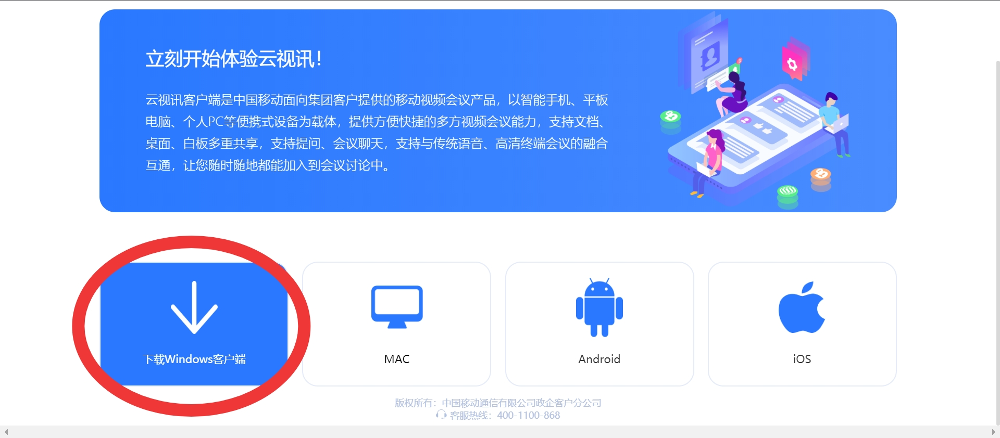 立刻开始体验云视讯！
云视讯客户端是中国移动面向集团客户提供的移动视频会议产品，以智能手机、平板
电脑、个人PC等便携式设备为载体，提供方便快捷的多方视频会议能力，支持文档、
桌面、白板多重共享，支持提问、会议聊天，支持与传统语音、高清终端会议的融合
互通，让您随时随地都能加入到会议讨论中。
下载Windows客户端
MAC
Android
iOS
版权所有：中国移动通信有限公司政企客户分公司
客服热线：400-1100-868